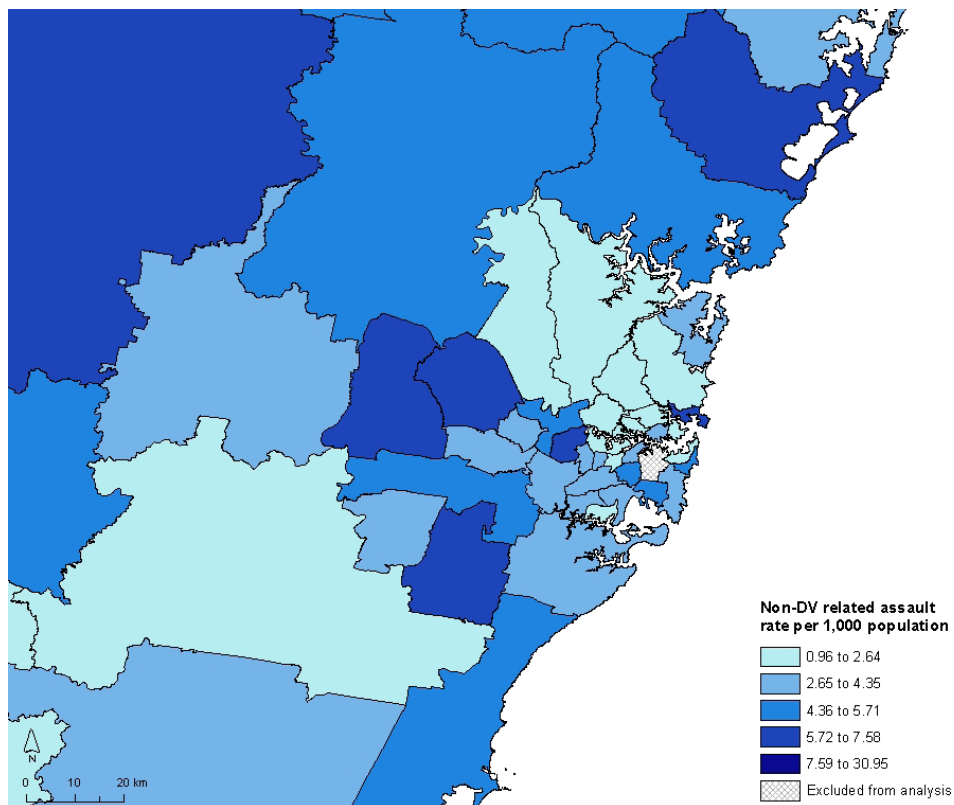 Non-DV related assault
rate per 1,000 population
0.96 to 2.64
2.65 to 4.35
4.36 to 5.71
5.72 to 7.58
7.59 to 30.95
Excluded from analysis
N
0 10 20 km